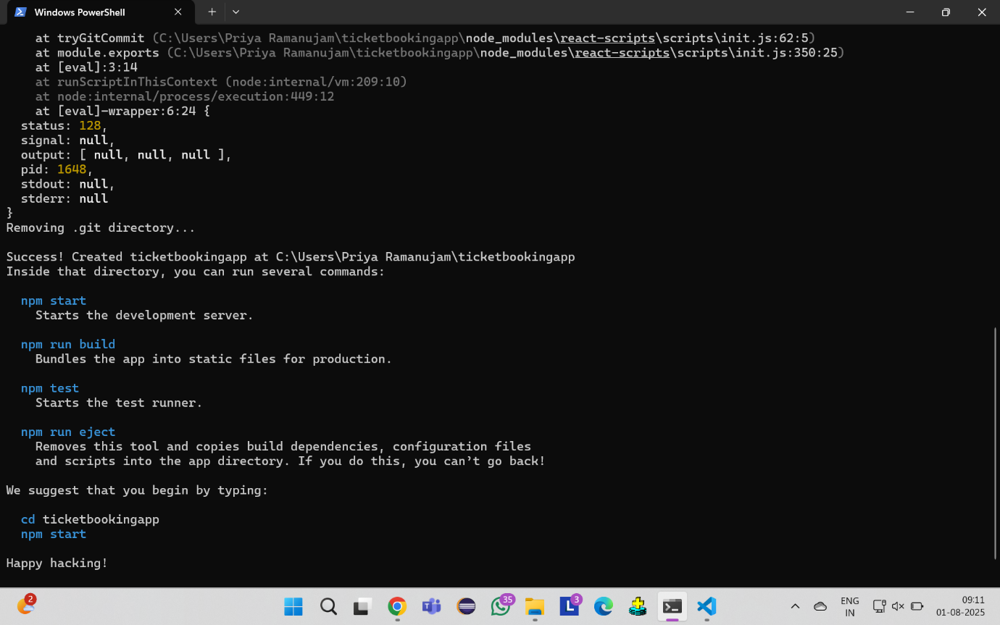 Windows PowerShell
at tryGitCommit (C:\Users\Priya Ramanujam\ticketbookingapp\node_modules\react-scripts\scripts\init.js:62:5)
at module.exports (C:\Users\Priya Ramanujam\ticketbookingapp\node_modules\react-scripts\scripts\init.js:350:25)
at [eval]:3:14
at runScriptInThisContext (node:internal/vm:209:10)
at node:internal/process/execution:449:12
at [eval]-wrapper:6:24 {
status: 128,
signal: null,
output: [ null, null, null ],
pid: 1648,
stdout: null,
stderr: null
}
Removing .git directory...
Success! Created ticketbookingapp at C:\Users\Priya Ramanujam\ticketbookingapp
Inside that directory, you can run several commands:
npm start
Starts the development server.
npm run build
Bundles the app into static files for production.
npm test
Starts the test runner.
npm run eject
Removes this tool and copies build dependencies, configuration files
and scripts into the app directory. If you do this, you can't go back!
We suggest that you begin by typing:
cd ticketbookingapp
npm start
Happy hacking!
2
35
L 3
ENG
IN
09:11
01-08-2025